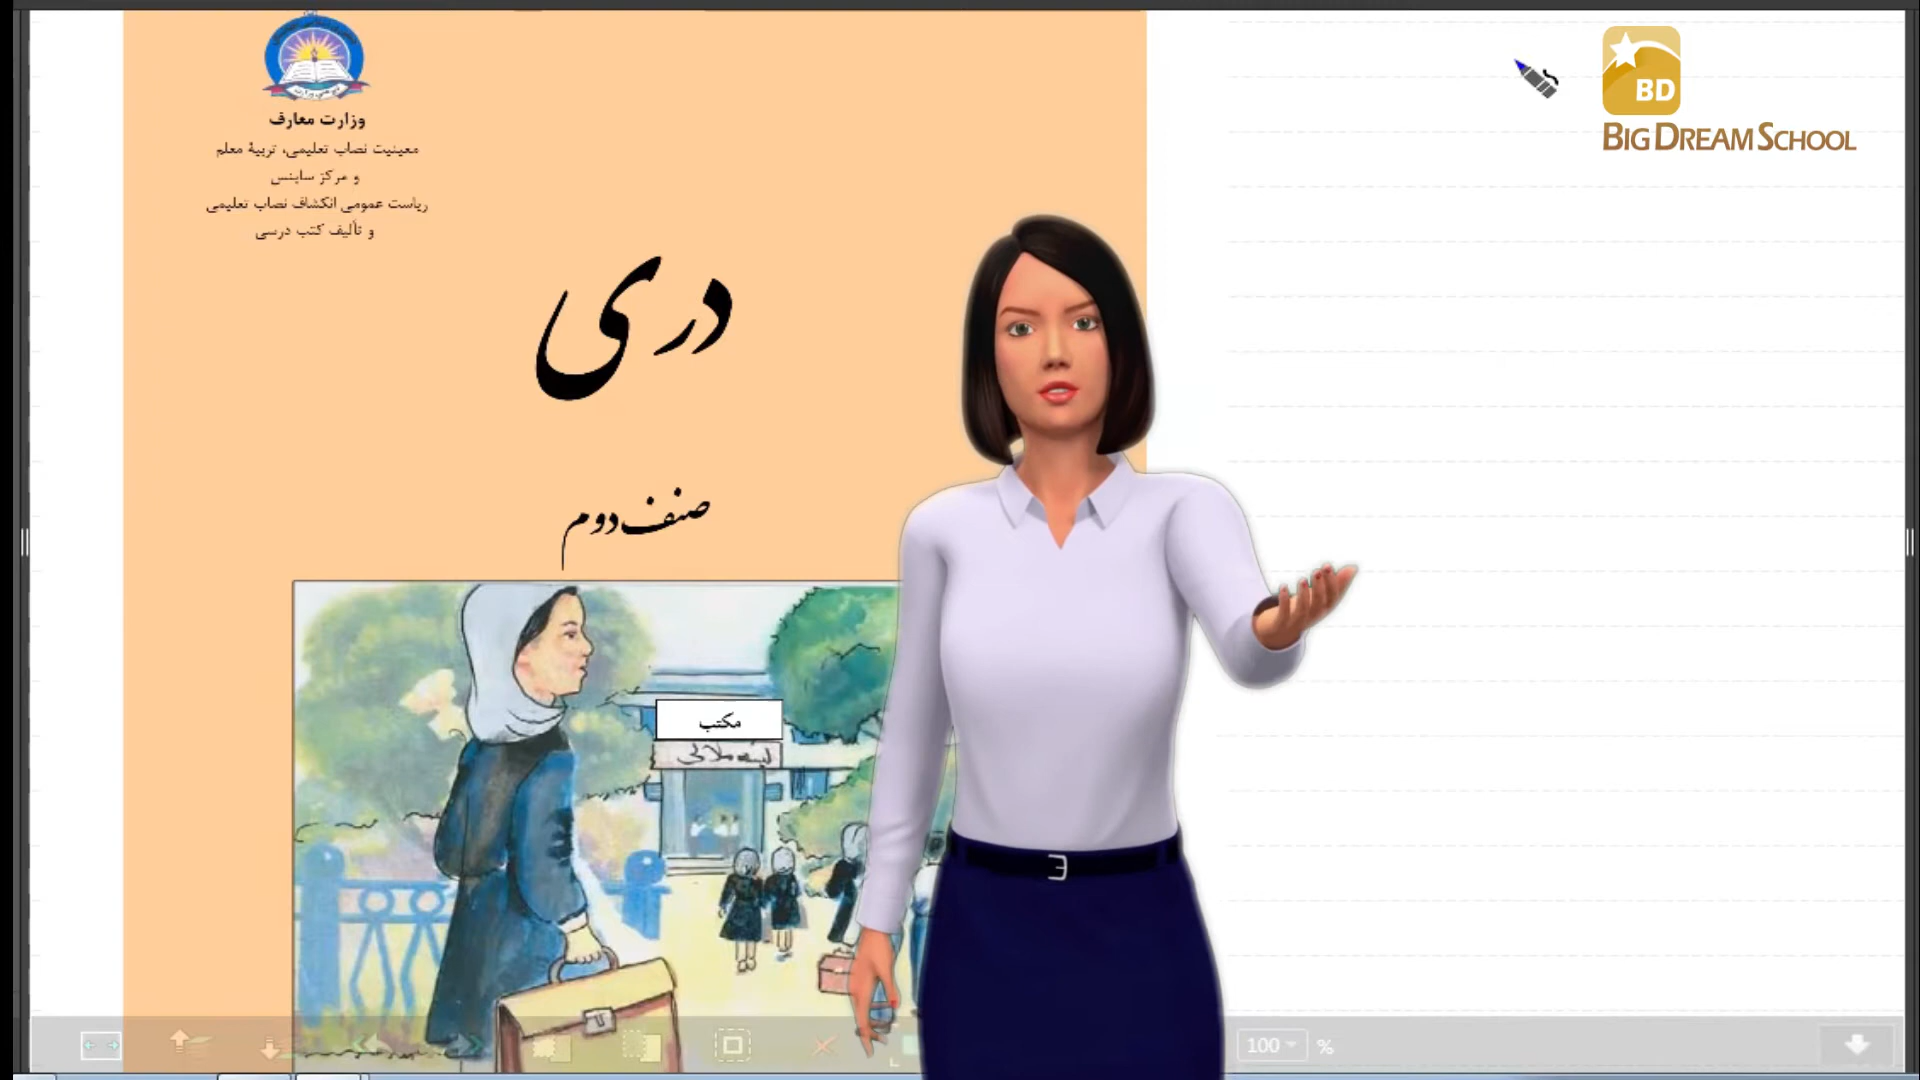 وزارت معارف
معینیت نصاب تعلیمی، تربیۀ معلم
و مرکز ساینس
ریاست عمومی انکشاف نصاب تعلیمی
و تألیف کتب درسی
دری
صنف دوم
مکتب
لیسه ملالی
BD
BIG DREAM SCHOOL
100 %